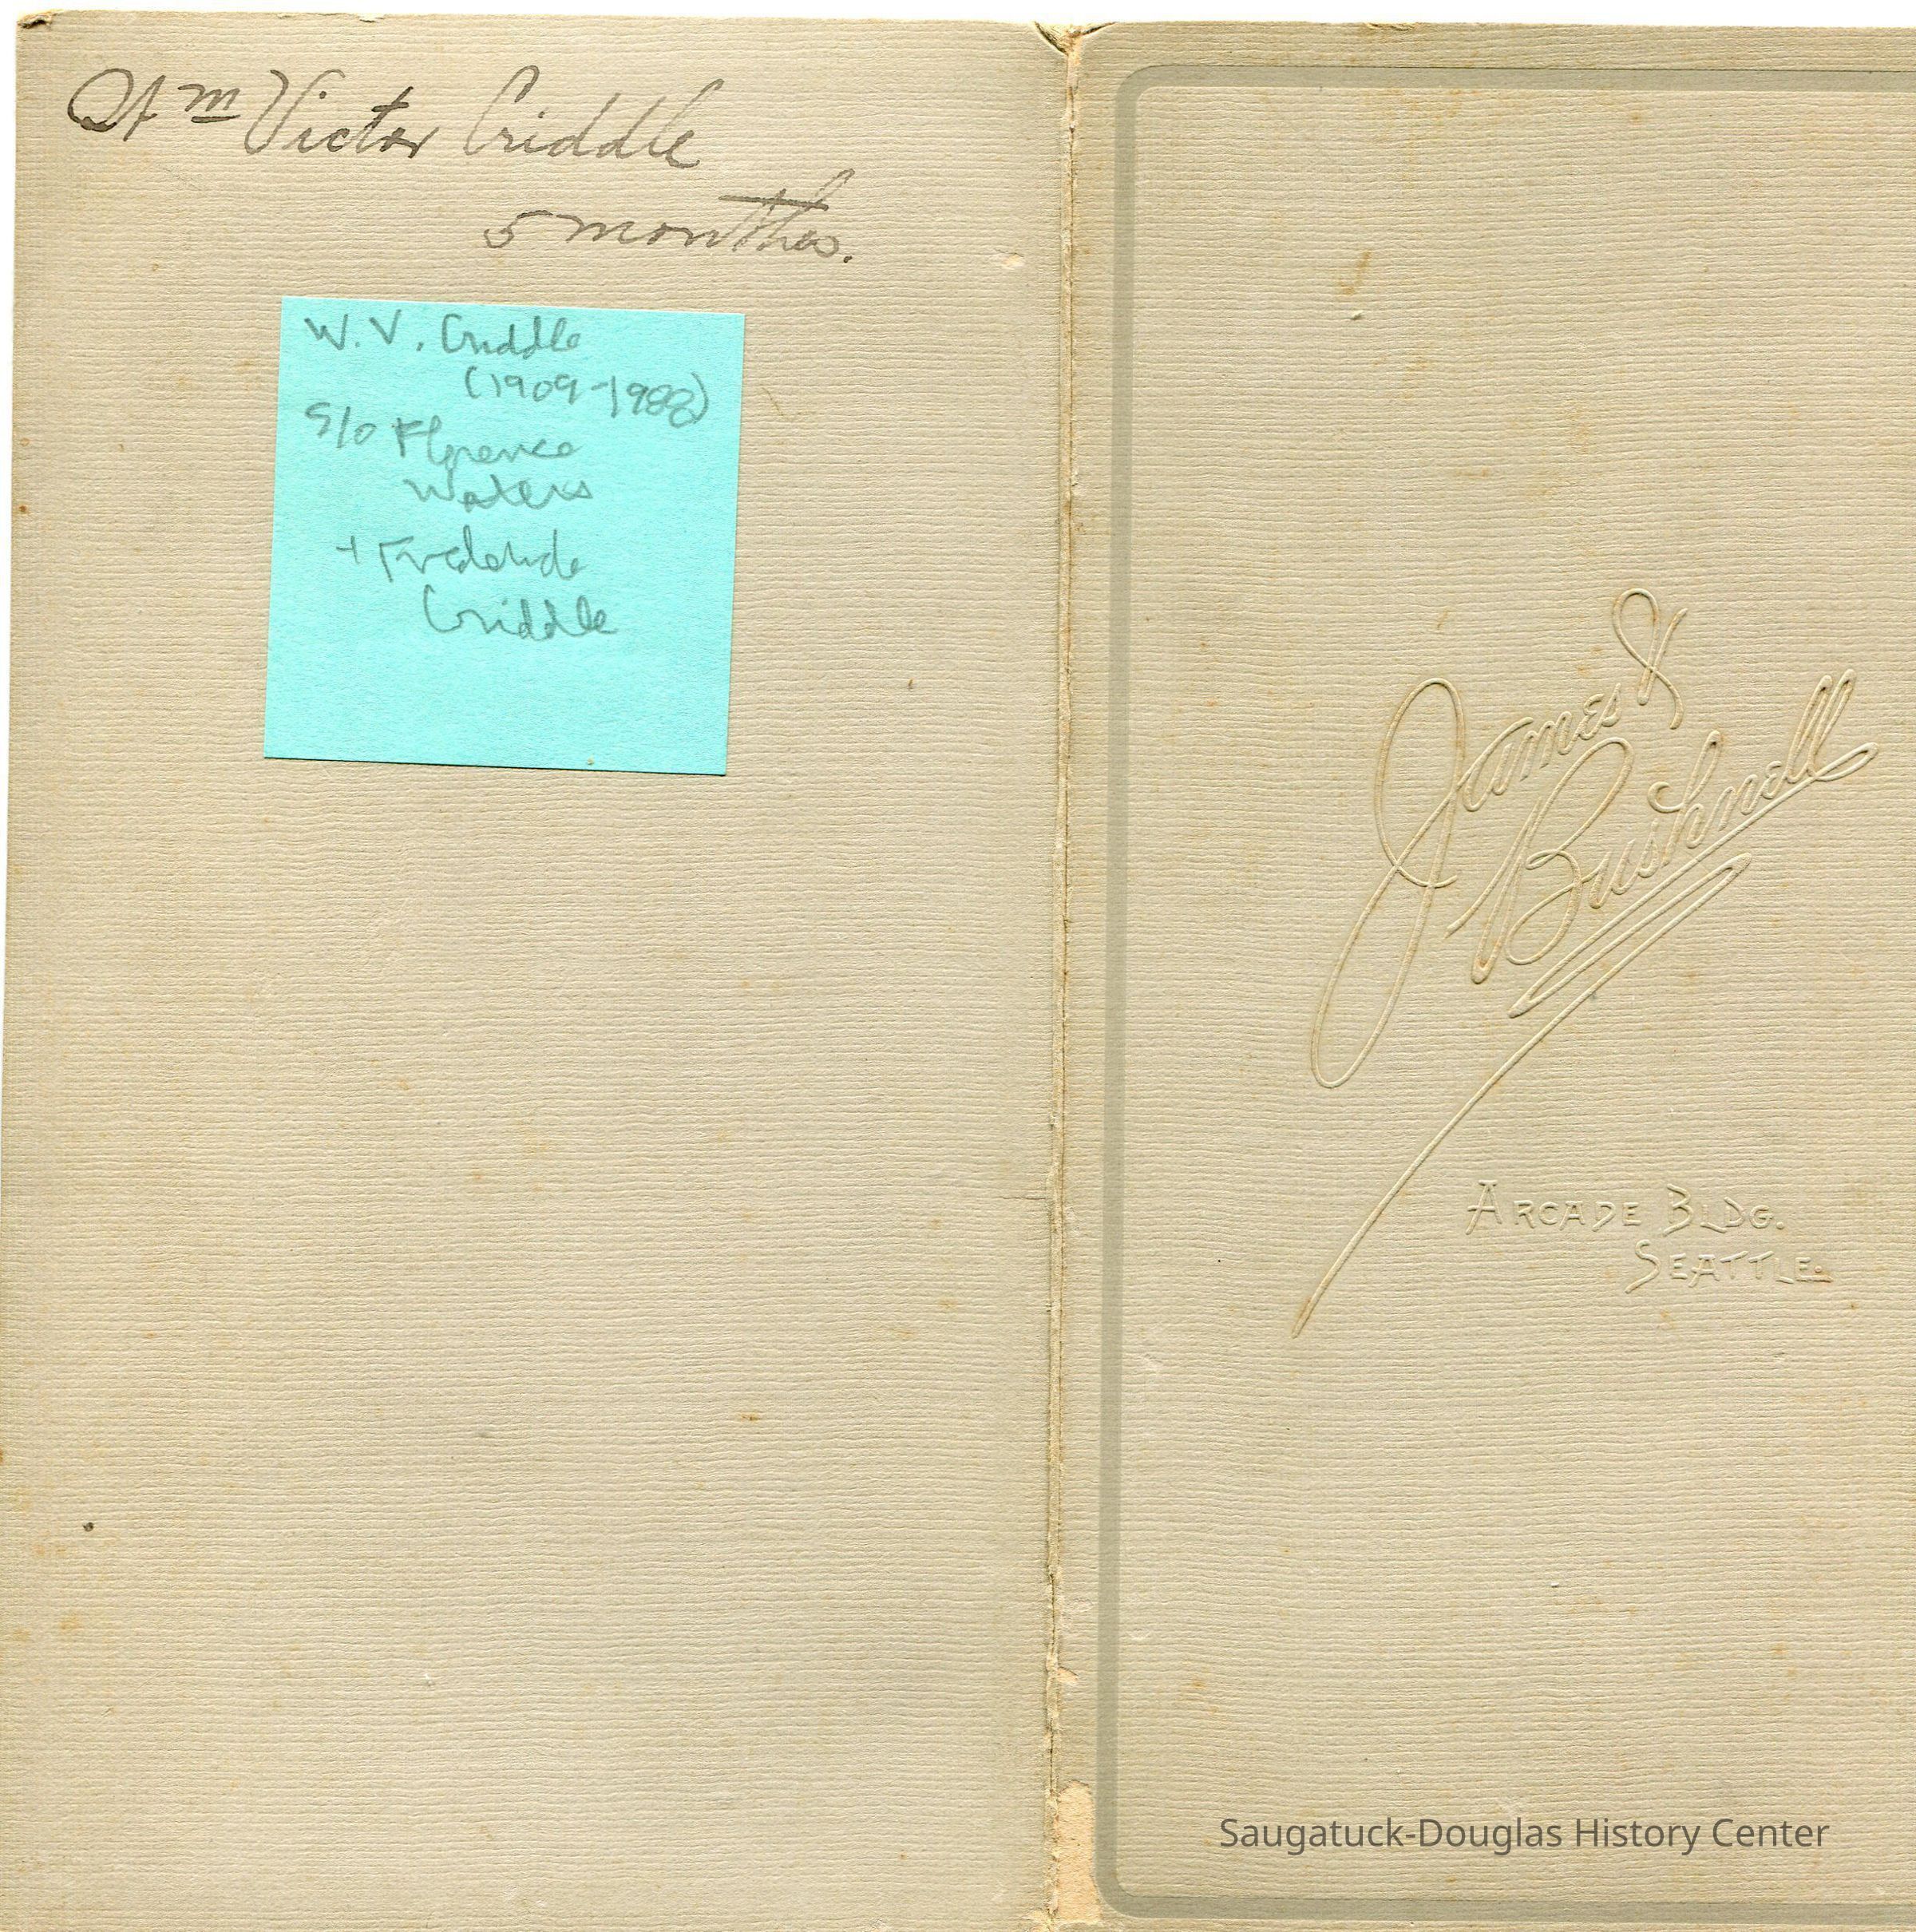 Wm Victor Criddle
5 months.
W. V. Criddle
(1909-1988)
S/o Florence
Waters
+ Frederick
Criddle
James &
Bushnell
ARCADE BLDG.
SEATTLE.
Saugatuck-Douglas History Center